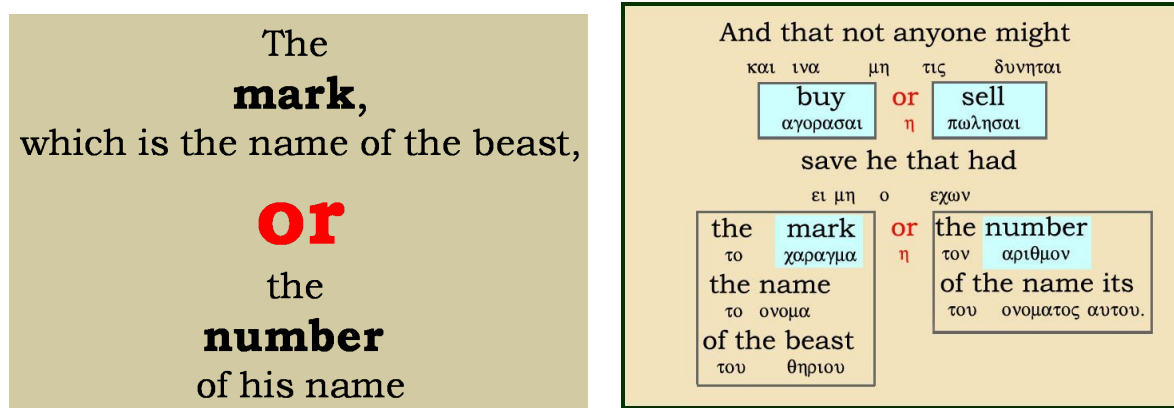 The
mark,
which is the name of the beast,
or
the
number
of his name
And that not anyone might
και ινα μη τις δυνηται
buy or sell
αγορασαι η πωλησαι
save he that had
ει μη ο εχων
the mark or the number
το χαραγμα η τον αριθμον
the name of the name its
το ονομα του ονοματος αυτου.
of the beast
του θηριου